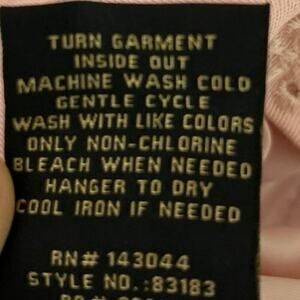 TURN GARMENT
INSIDE OUT
MACHINE WASH COLD
GENTLE CYCLE
WASH WITH LIKE COLORS
ONLY NON-CHLORINE
BLEACH WHEN NEEDED
HANGER TO DRY
COOL IRON IF NEEDED
RN# 143044
STYLE NO.:83183